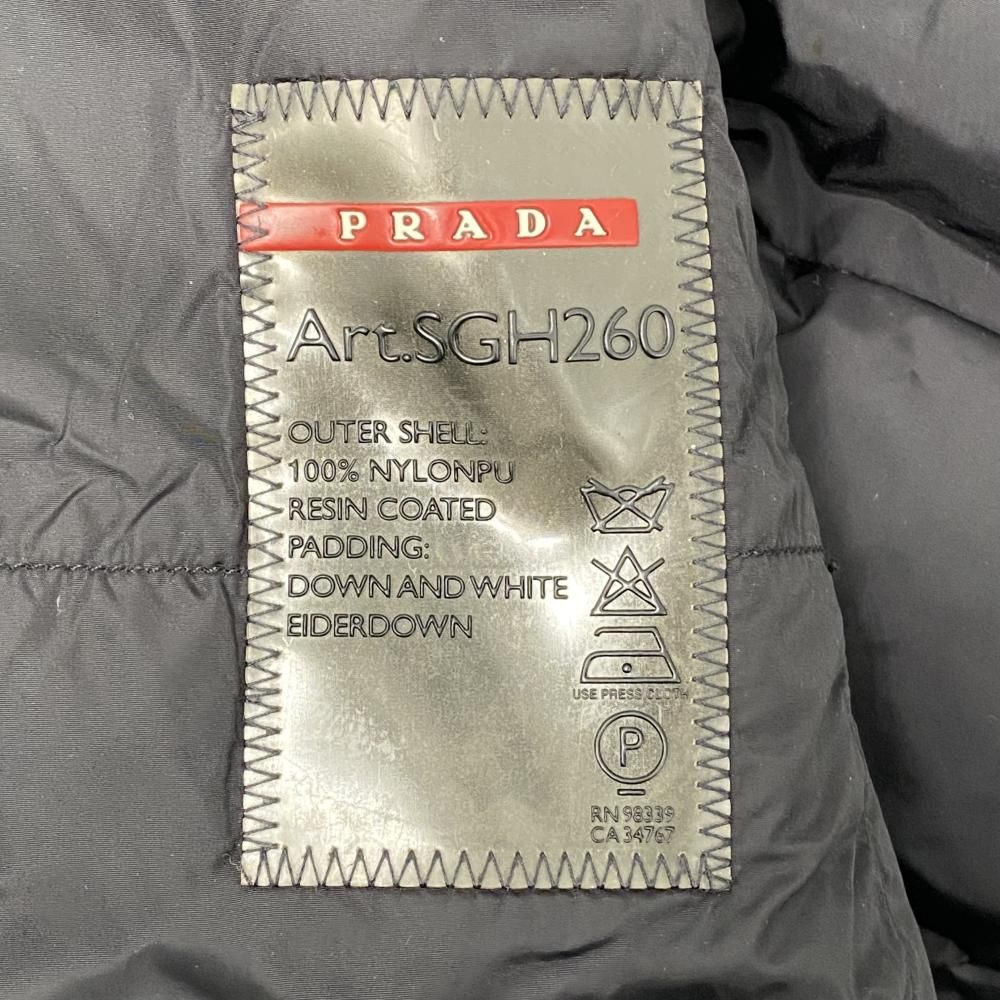 PRADA
Art.SGH260
OUTER SHELL:
100% NYLONPU
RESIN COATED
PADDING:
DOWN AND WHITE
EIDERDOWN
USE PRESS CLOTH
P
RN 98339
CA 34767